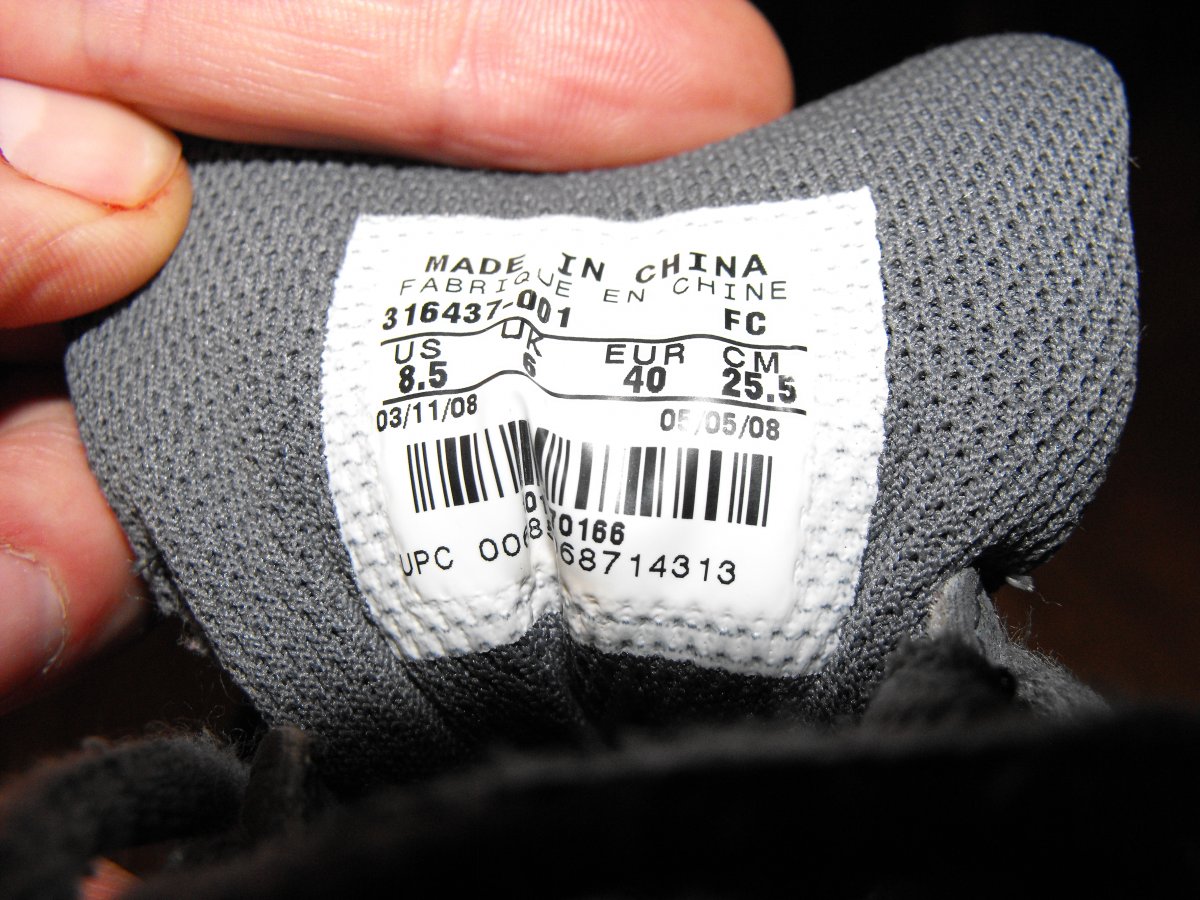 MADE IN CHINA
FABRIQUE EN CHINE
316437-001 FC
US UK EUR CM
8.5 6 40 25.5
03/11/08 05/05/08
UPC